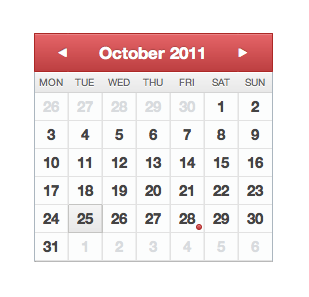 October 2011
MON TUE WED THU FRI SAT SUN
26 27 28 29 30 1 2
3 4 5 6 7 8 9
10 11 12 13 14 15 16
17 18 19 20 21 22 23
24 25 26 27 28 29 30
31 1 2 3 4 5 6